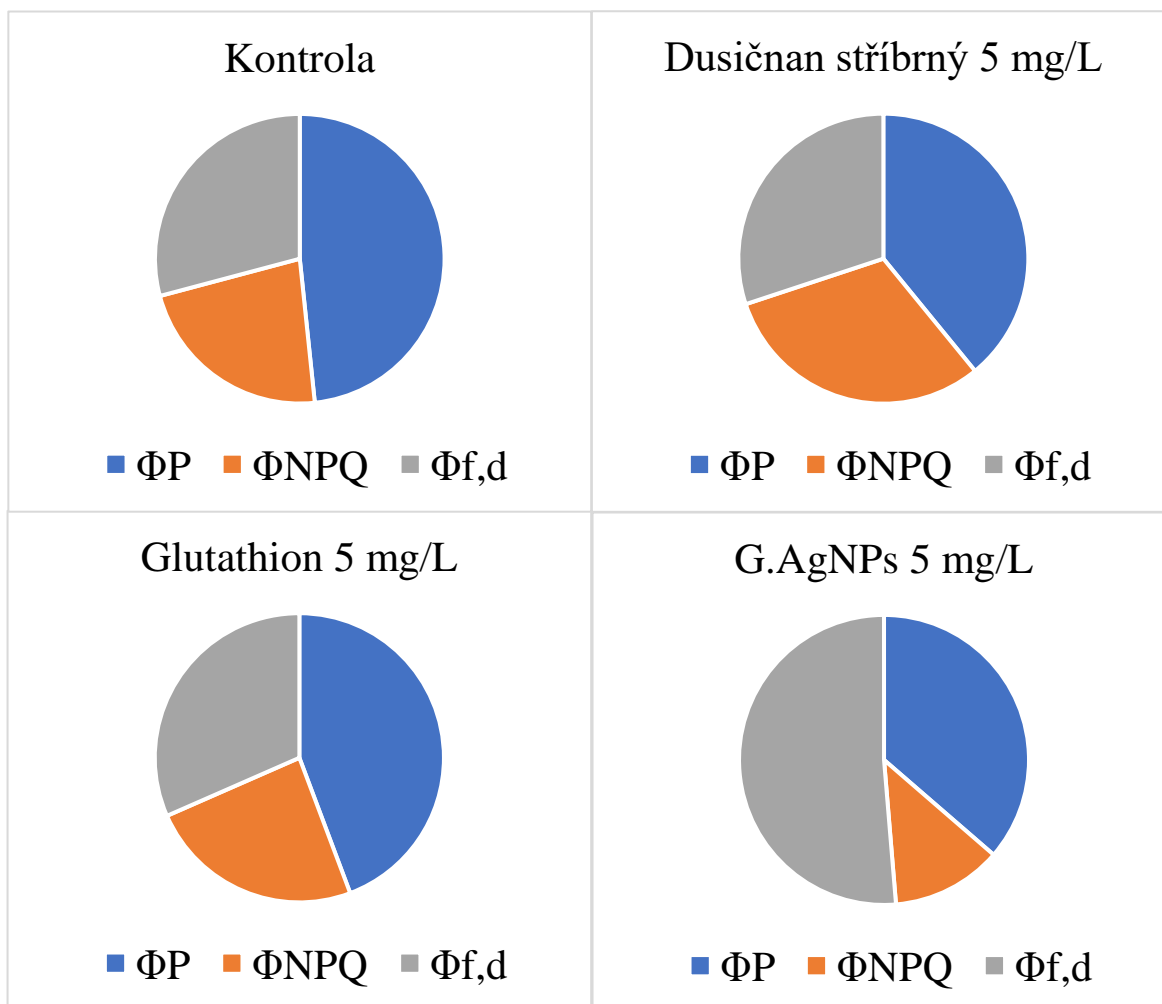 Kontrola
ΦP ΦNPQ Φf,d
Dusičnan stříbrný 5 mg/L
ΦP ΦNPQ Φf,d
Glutathion 5 mg/L
ΦP ΦNPQ Φf,d
G.AgNPs 5 mg/L
ΦP ΦNPQ Φf,d